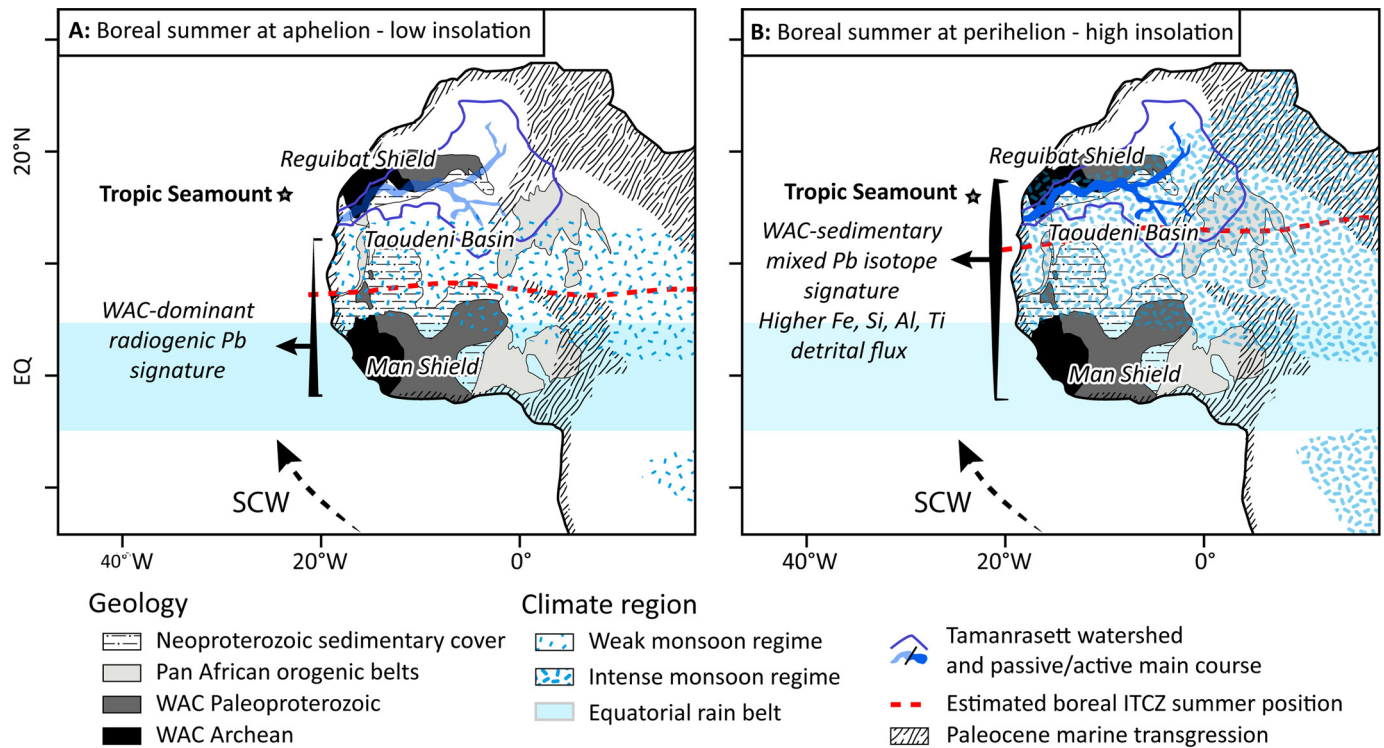 A: Boreal summer at aphelion - low insolation
20°N
EQ
Reguibat Shield
Tropic Seamount
Taoudeni Basin
WAC-dominant
radiogenic Pb
signature
Man Shield
SCW
40°W
20°W
0°
B: Boreal summer at perihelion - high insolation
Reguibat Shield
Tropic Seamount
Taoudeni Basin
WAC-sedimentary
mixed Pb isotope
signature
Higher Fe, Si, Al, Ti
detrital flux
Man Shield
SCW
40°W
20°W
0°
Geology
Neoproterozoic sedimentary cover
Pan African orogenic belts
WAC Paleoproterozoic
WAC Archean
Climate region
Weak monsoon regime
Intense monsoon regime
Equatorial rain belt
Tamanrasett watershed
and passive/active main course
Estimated boreal ITCZ summer position
Paleocene marine transgression